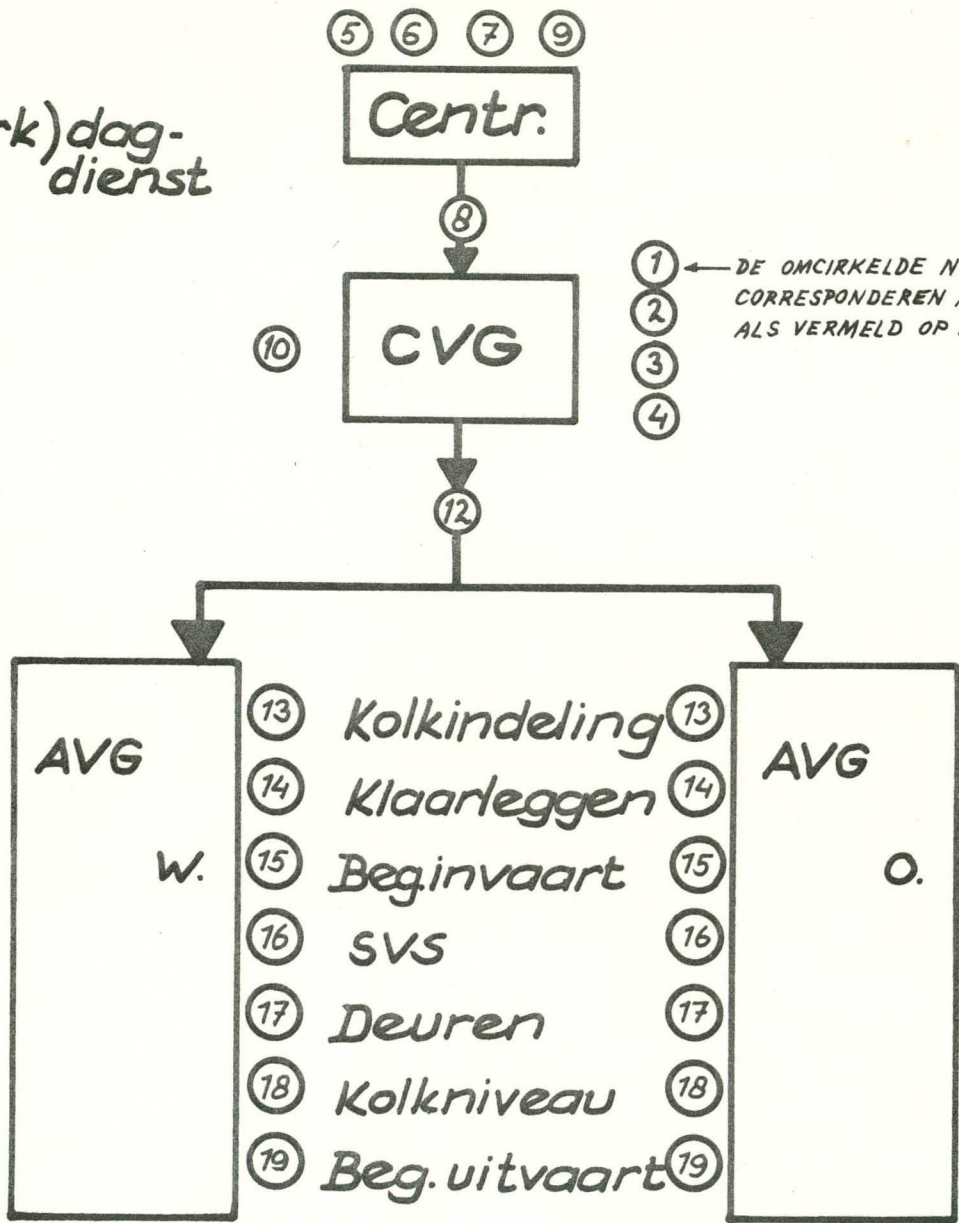 5 6 7 9
Centr.
rk) dag-
dienst
8
1 ← DE OMCIRKELDE N
2 CORRESPONDEREN
ALS VERMELD OP
10 CVG
3
4
12
AVG
W.
13 Kolkindeling 13
14 Klaarleggen 14
15 Beg.invaart 15
16 SVS 16
17 Deuren 17
18 Kolkniveau 18
19 Beg. uitvaart 19
AVG
O.